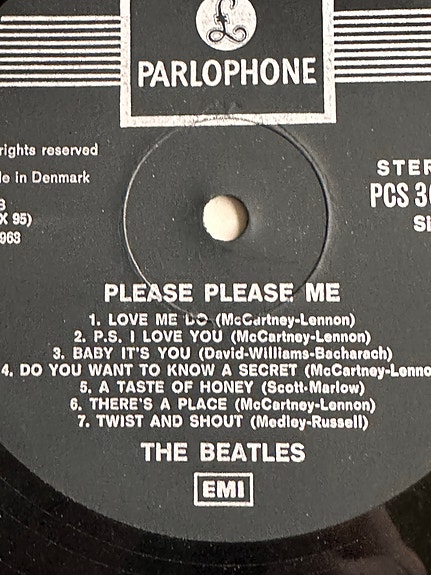 £
PARLOPHONE
rights reserved
STER
e in Denmark
PCS 3
X 95)
Si
963
PLEASE PLEASE ME
1. LOVE ME DO (McCartney-Lennon)
2. P.S. I LOVE YOU (McCartney-Lennon)
3. BABY IT'S YOU (David-Williams-Bacharach)
4. DO YOU WANT TO KNOW A SECRET (McCartney-Lenno
5. A TASTE OF HONEY (Scott-Marlow)
6. THERE'S A PLACE (McCartney-Lennon)
7. TWIST AND SHOUT (Medley-Russell)
THE BEATLES
EMI